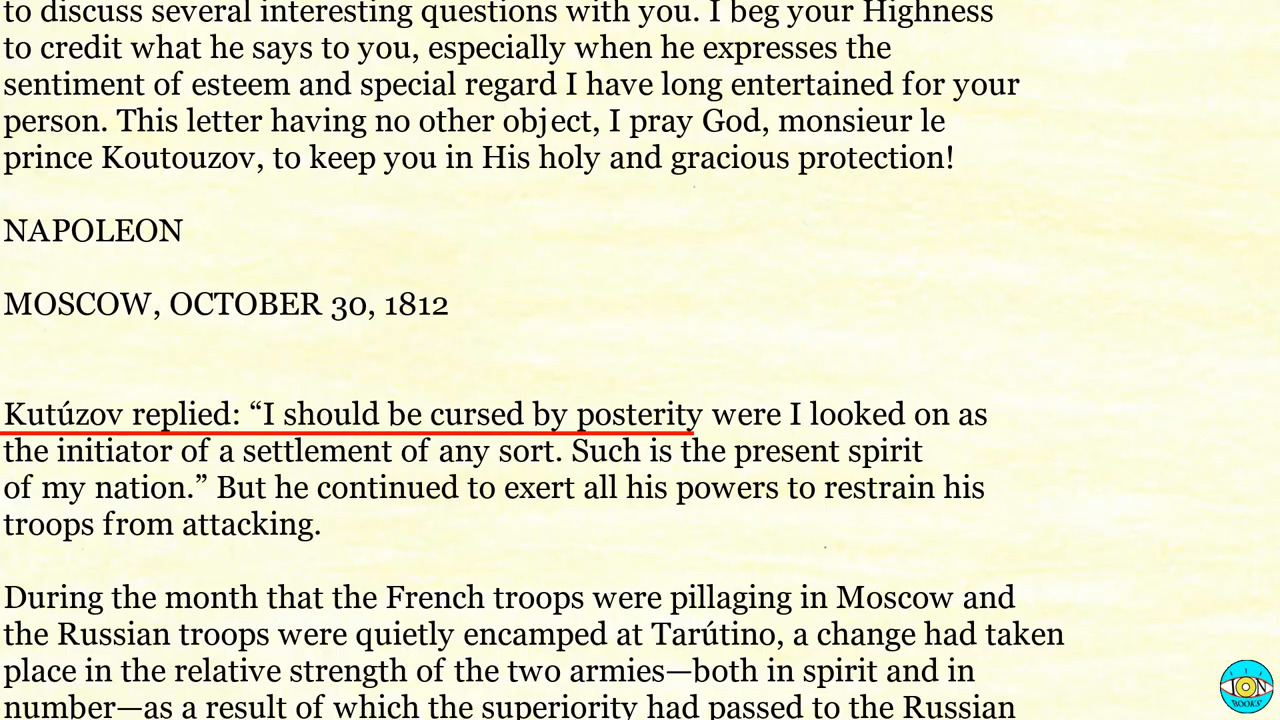 to discuss several interesting questions with you. I beg your Highness
to credit what he says to you, especially when he expresses the
sentiment of esteem and special regard I have long entertained for your
person. This letter having no other object, I pray God, monsieur le
prince Koutouzov, to keep you in His holy and gracious protection!
NAPOLEON
MOSCOW, OCTOBER 30, 1812
Kutúzov replied: “I should be cursed by posterity were I looked on as
the initiator of a settlement of any sort. Such is the present spirit
of my nation.” But he continued to exert all his powers to restrain his
troops from attacking.
During the month that the French troops were pillaging in Moscow and
the Russian troops were quietly encamped at Tarútino, a change had taken
place in the relative strength of the two armies—both in spirit and in
number—as a result of which the superiority had passed to the Russian
ION
BOOKS